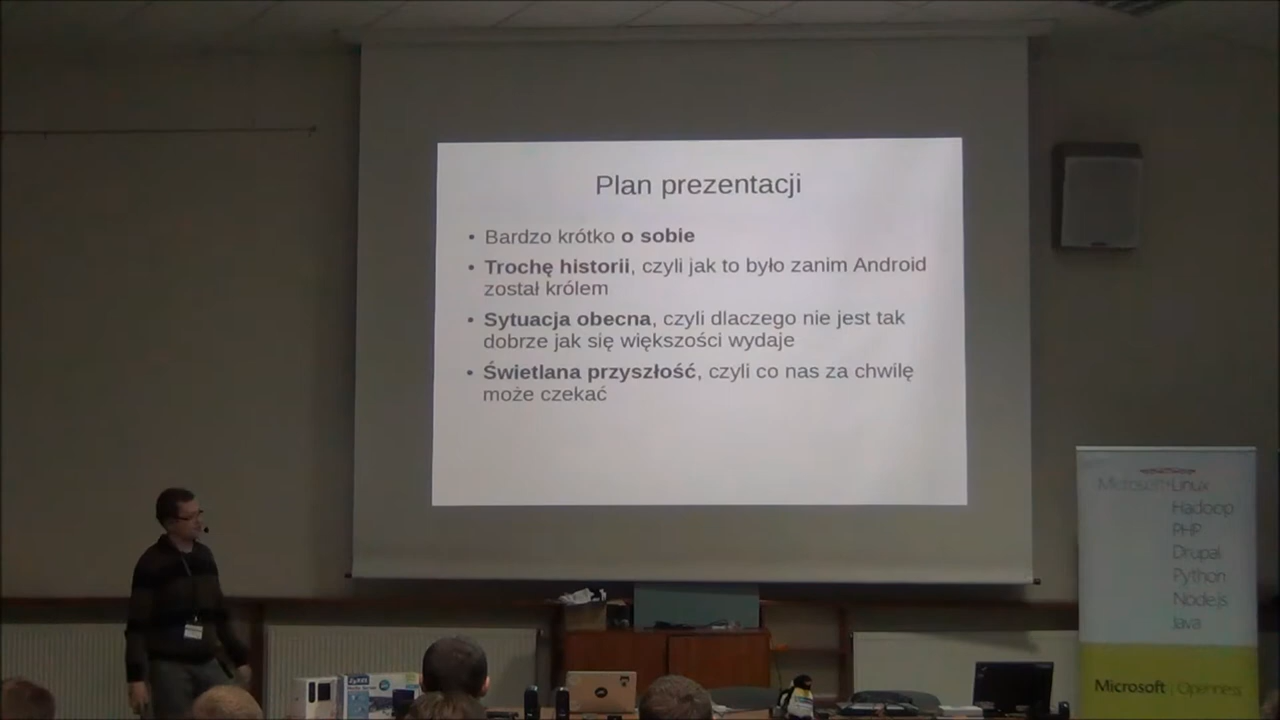 Plan prezentacji
• Bardzo krótko o sobie
• Trochę historii, czyli jak to było zanim Android
został królem
• Sytuacja obecna, czyli dlaczego nie jest tak
dobrze jak się większości wydaje
• Świetlana przyszłość, czyli co nas za chwilę
może czekać
Microsoft+Linux
Hadoop
PHP
Drupal
Python
Node.js
Java
Microsoft | Openness
ZyXEL